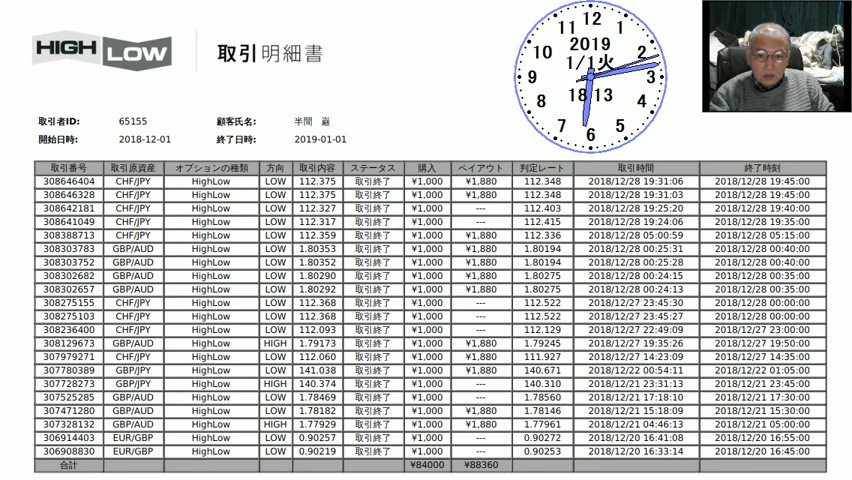 HIGH LOW
取引明細書
11 12 1
10 2019 2
1/1火
9 3
18 13
8 4
7 6 5
取引者ID: 65155 顧客氏名: 半間 巌
開始日時: 2018-12-01 終了日時: 2019-01-01
取引番号 取引原資産 オプションの種類 方向 取引内容 ステータス 購入 ペイアウト 判定レート 取引時間 終了時刻
308646404 CHF/JPY HighLow LOW 112.375 取引終了 ¥1,000 ¥1,880 112.348 2018/12/28 19:31:06 2018/12/28 19:45:00
308646328 CHF/JPY HighLow LOW 112.375 取引終了 ¥1,000 ¥1,880 112.348 2018/12/28 19:31:03 2018/12/28 19:45:00
308642181 CHF/JPY HighLow LOW 112.327 取引終了 ¥1,000 --- 112.403 2018/12/28 19:25:20 2018/12/28 19:40:00
308641049 CHF/JPY HighLow LOW 112.317 取引終了 ¥1,000 --- 112.415 2018/12/28 19:24:06 2018/12/28 19:35:00
308388713 CHF/JPY HighLow LOW 112.359 取引終了 ¥1,000 ¥1,880 112.336 2018/12/28 05:00:59 2018/12/28 05:15:00
308303783 GBP/AUD HighLow LOW 1.80353 取引終了 ¥1,000 ¥1,880 1.80194 2018/12/28 00:25:31 2018/12/28 00:40:00
308303752 GBP/AUD HighLow LOW 1.80352 取引終了 ¥1,000 ¥1,880 1.80194 2018/12/28 00:25:28 2018/12/28 00:40:00
308302682 GBP/AUD HighLow LOW 1.80290 取引終了 ¥1,000 ¥1,880 1.80275 2018/12/28 00:24:15 2018/12/28 00:35:00
308302657 GBP/AUD HighLow LOW 1.80292 取引終了 ¥1,000 ¥1,880 1.80275 2018/12/28 00:24:13 2018/12/28 00:35:00
308275155 CHF/JPY HighLow LOW 112.368 取引終了 ¥1,000 --- 112.522 2018/12/27 23:45:30 2018/12/28 00:00:00
308275103 CHF/JPY HighLow LOW 112.368 取引終了 ¥1,000 --- 112.522 2018/12/27 23:45:27 2018/12/28 00:00:00
308236400 CHF/JPY HighLow LOW 112.093 取引終了 ¥1,000 --- 112.129 2018/12/27 22:49:09 2018/12/27 23:00:00
308129673 GBP/AUD HighLow HIGH 1.79173 取引終了 ¥1,000 ¥1,880 1.79245 2018/12/27 19:35:26 2018/12/27 19:50:00
307979271 CHF/JPY HighLow LOW 112.060 取引終了 ¥1,000 ¥1,880 111.927 2018/12/27 14:23:09 2018/12/27 14:35:00
307780389 GBP/JPY HighLow LOW 141.038 取引終了 ¥1,000 ¥1,880 140.671 2018/12/22 00:54:11 2018/12/22 01:05:00
307728273 GBP/JPY HighLow HIGH 140.374 取引終了 ¥1,000 --- 140.310 2018/12/21 23:31:13 2018/12/21 23:45:00
307525285 GBP/AUD HighLow LOW 1.78469 取引終了 ¥1,000 --- 1.78560 2018/12/21 17:18:10 2018/12/21 17:30:00
307471280 GBP/AUD HighLow LOW 1.78182 取引終了 ¥1,000 ¥1,880 1.78146 2018/12/21 15:18:09 2018/12/21 15:30:00
307328132 GBP/AUD HighLow HIGH 1.77929 取引終了 ¥1,000 ¥1,880 1.77961 2018/12/21 04:46:13 2018/12/21 05:00:00
306914403 EUR/GBP HighLow LOW 0.90257 取引終了 ¥1,000 --- 0.90272 2018/12/20 16:41:08 2018/12/20 16:55:00
306908830 EUR/GBP HighLow LOW 0.90219 取引終了 ¥1,000 --- 0.90253 2018/12/20 16:33:14 2018/12/20 16:45:00
合計 ¥84000 ¥88360